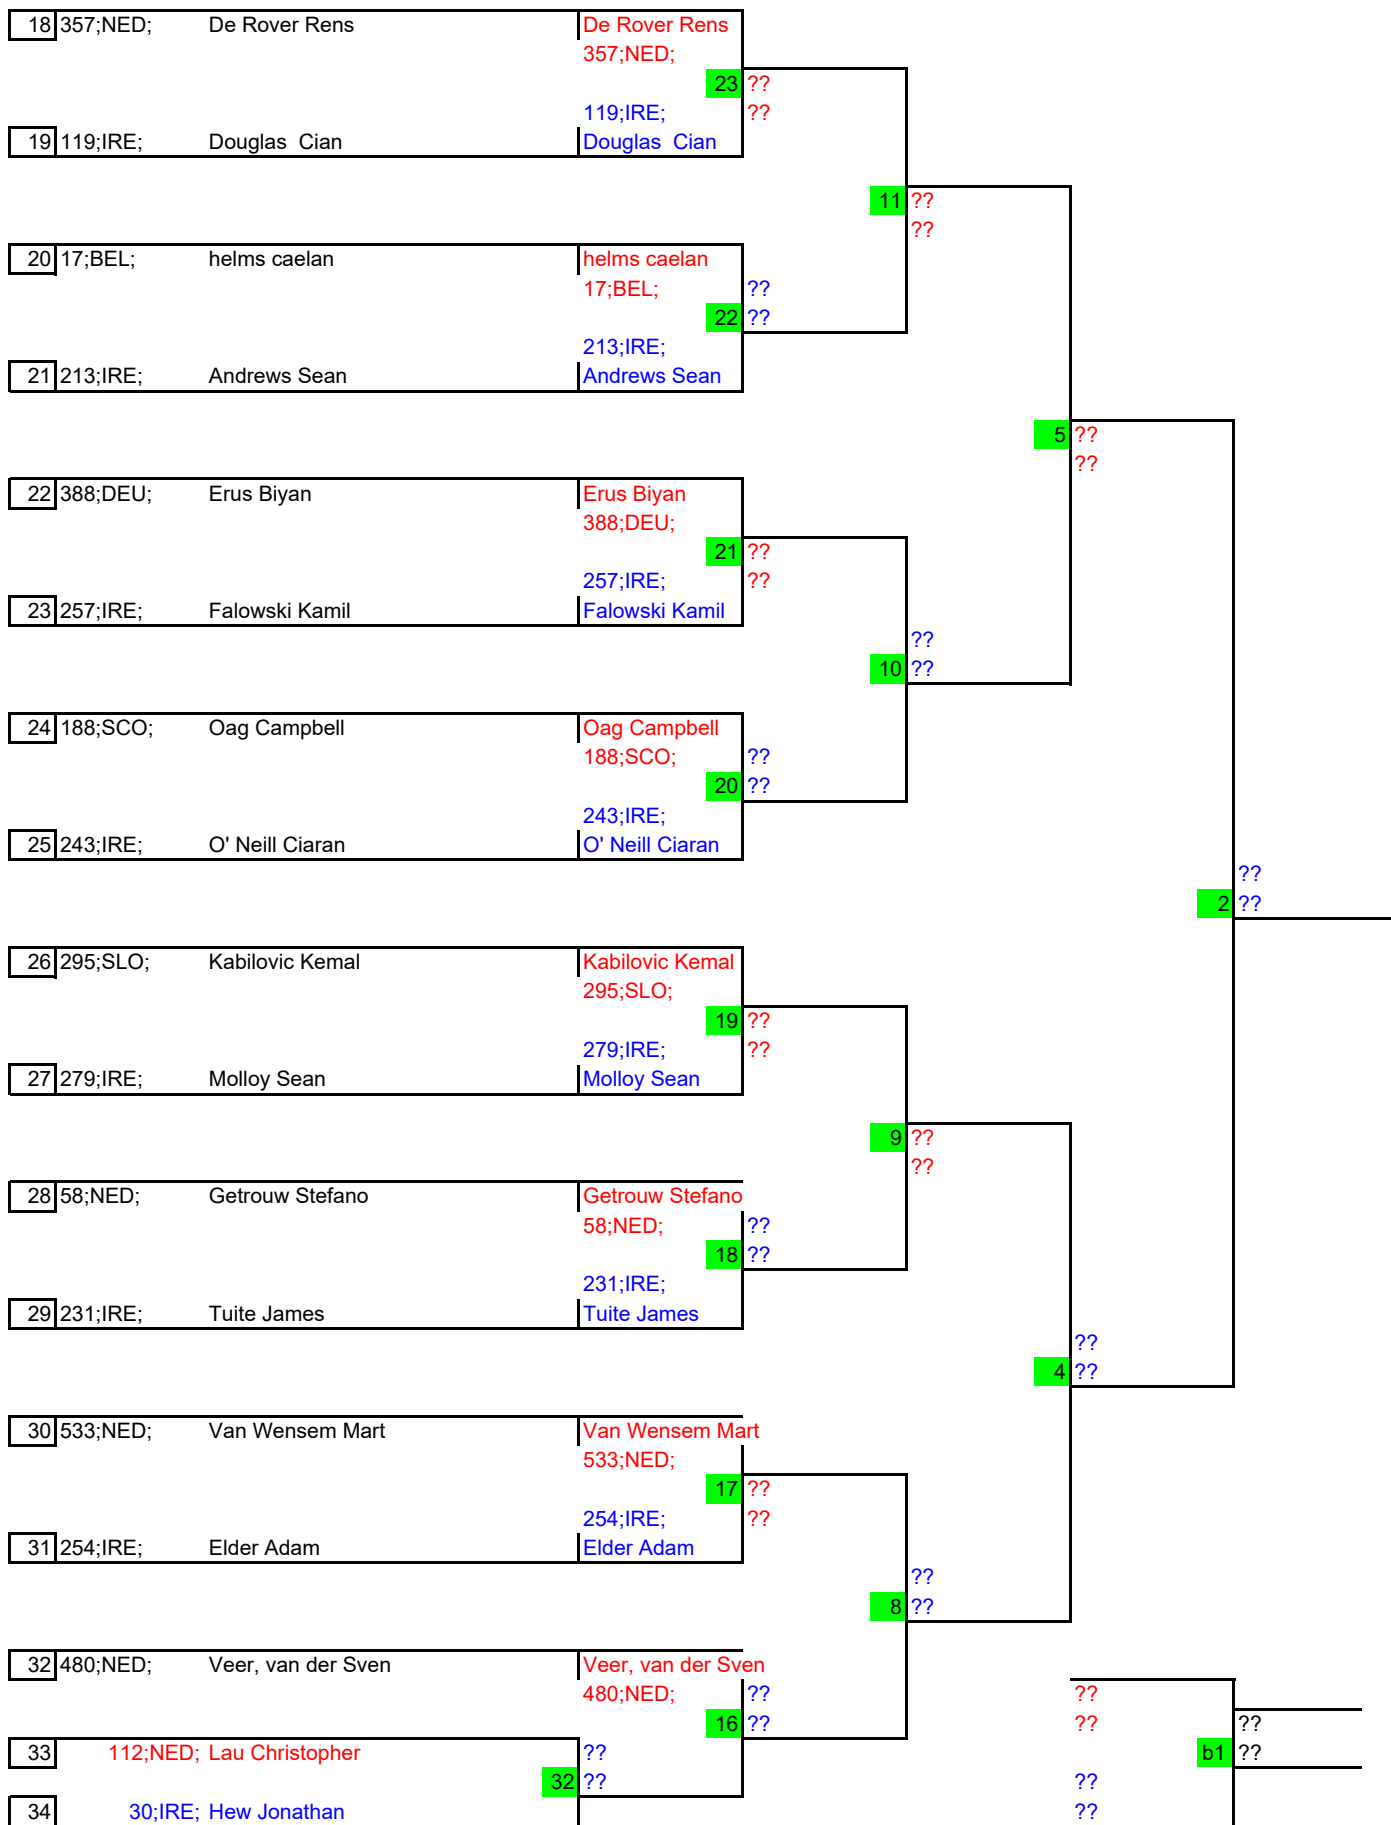 18 357;NED; De Rover Rens De Rover Rens
357;NED;
23 ??
119;IRE; ??
19 119;IRE; Douglas  Cian Douglas  Cian
11 ??
??
20 17;BEL; helms caelan helms caelan
17;BEL; ??
22 ??
213;IRE;
21 213;IRE; Andrews Sean Andrews Sean
5 ??
??
22 388;DEU; Erus Biyan Erus Biyan
388;DEU;
21 ??
257;IRE; ??
23 257;IRE; Falowski Kamil Falowski Kamil
??
10 ??
24 188;SCO; Oag Campbell Oag Campbell
188;SCO; ??
20 ??
243;IRE;
25 243;IRE; O' Neill Ciaran O' Neill Ciaran
??
2 ??
26 295;SLO; Kabilovic Kemal Kabilovic Kemal
295;SLO;
19 ??
279;IRE; ??
27 279;IRE; Molloy Sean Molloy Sean
9 ??
??
28 58;NED; Getrouw Stefano Getrouw Stefano
58;NED; ??
18 ??
231;IRE;
29 231;IRE; Tuite James Tuite James
??
4 ??
30 533;NED; Van Wensem Mart Van Wensem Mart
533;NED;
17 ??
254;IRE; ??
31 254;IRE; Elder Adam Elder Adam
??
8 ??
32 480;NED; Veer, van der Sven Veer, van der Sven
480;NED; ?? ??
16 ?? ?? ??
33 112;NED; Lau Christopher ?? b1 ??
32 ?? ??
34 30;IRE; Hew Jonathan ??